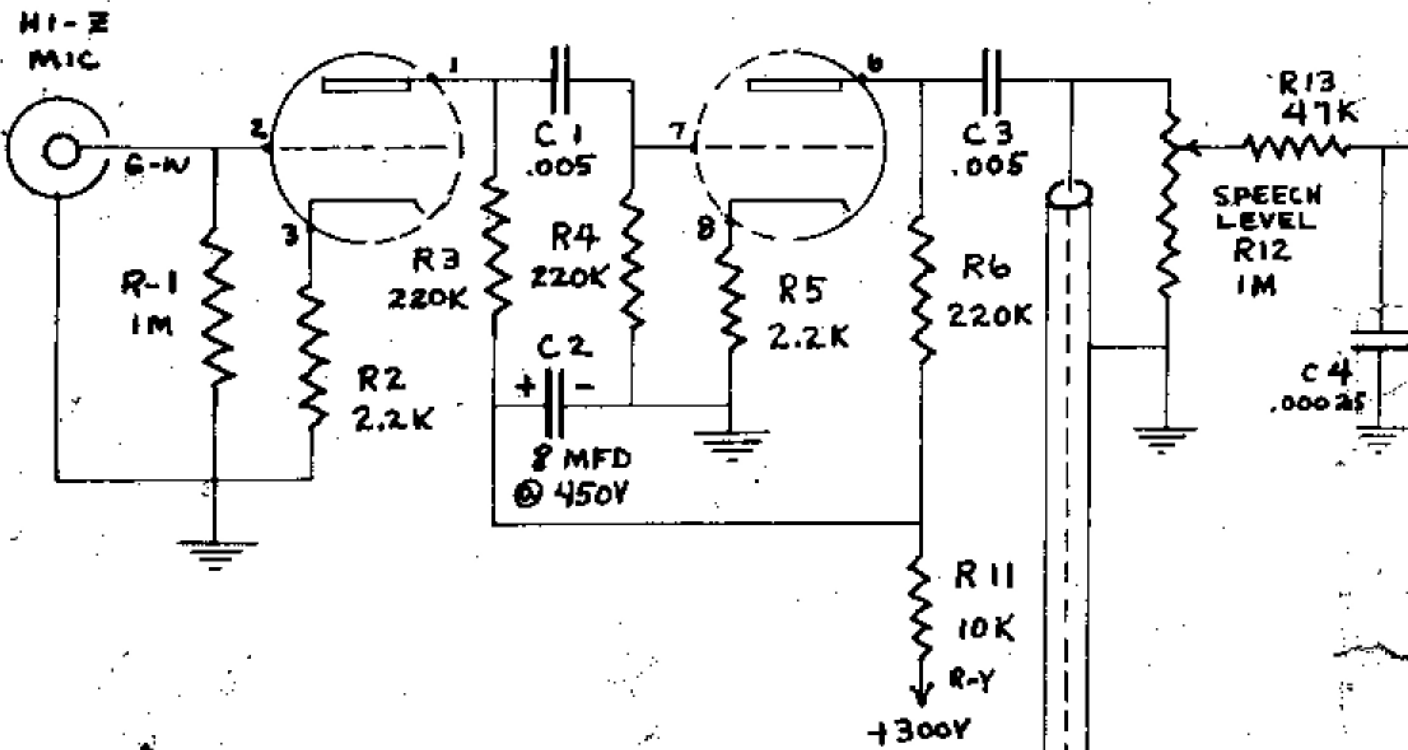 HI-Z
MIC
G-W
2
1
3
R-1
1M
R2
2.2K
R3
220K
C1
.005
R4
220K
C2
+ -
8 MFD
@ 450V
7
6
8
R5
2.2K
R6
220K
C3
.005
R11
10K
R-Y
+300V
R13
47K
SPEECH
LEVEL
R12
1M
C4
.00025